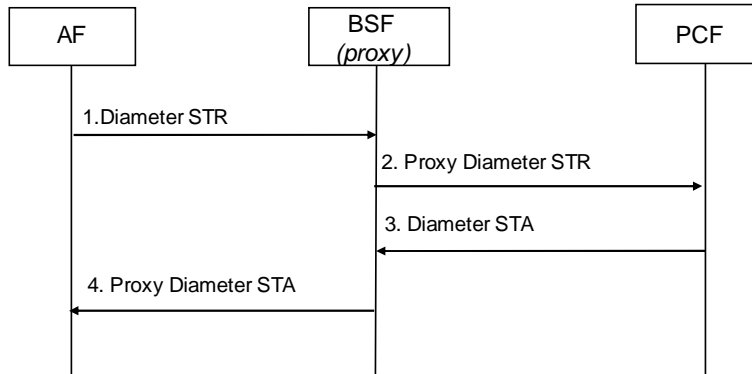 AF
BSF
(proxy)
PCF
1.Diameter STR
2. Proxy Diameter STR
3. Diameter STA
4. Proxy Diameter STA